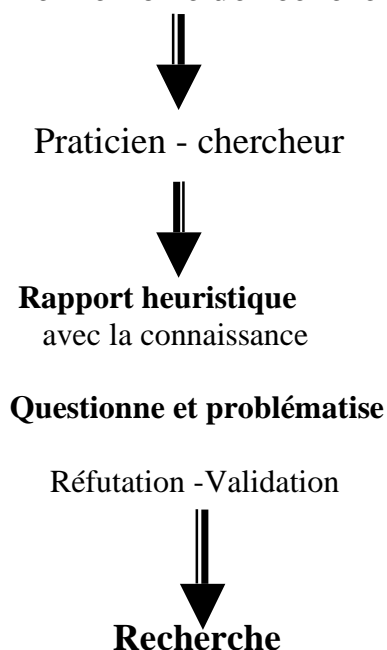 Praticien - chercheur
Rapport heuristique
avec la connaissance
Questionne et problématise
Réfutation -Validation
Recherche